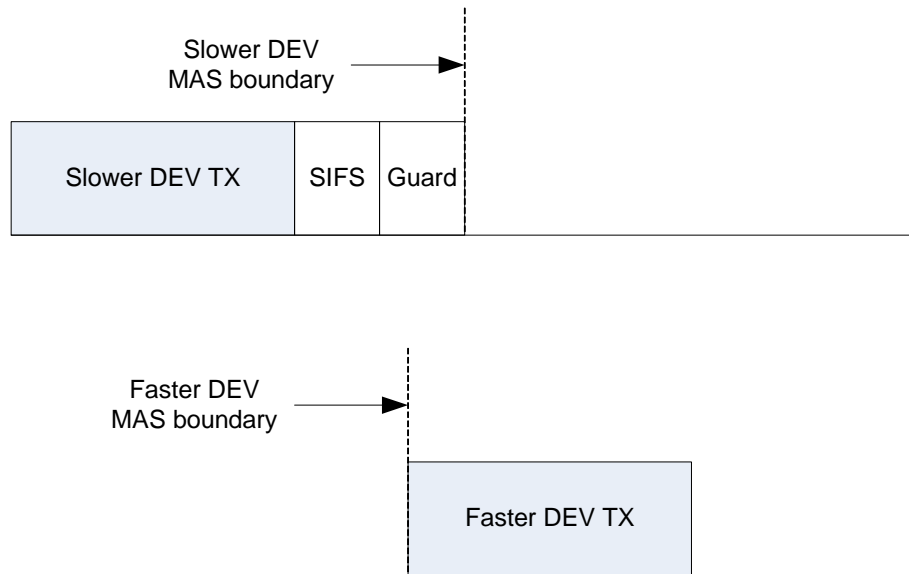 Slower DEV
MAS boundary
Slower DEV TX
SIFS
Guard
Faster DEV
MAS boundary
Faster DEV TX